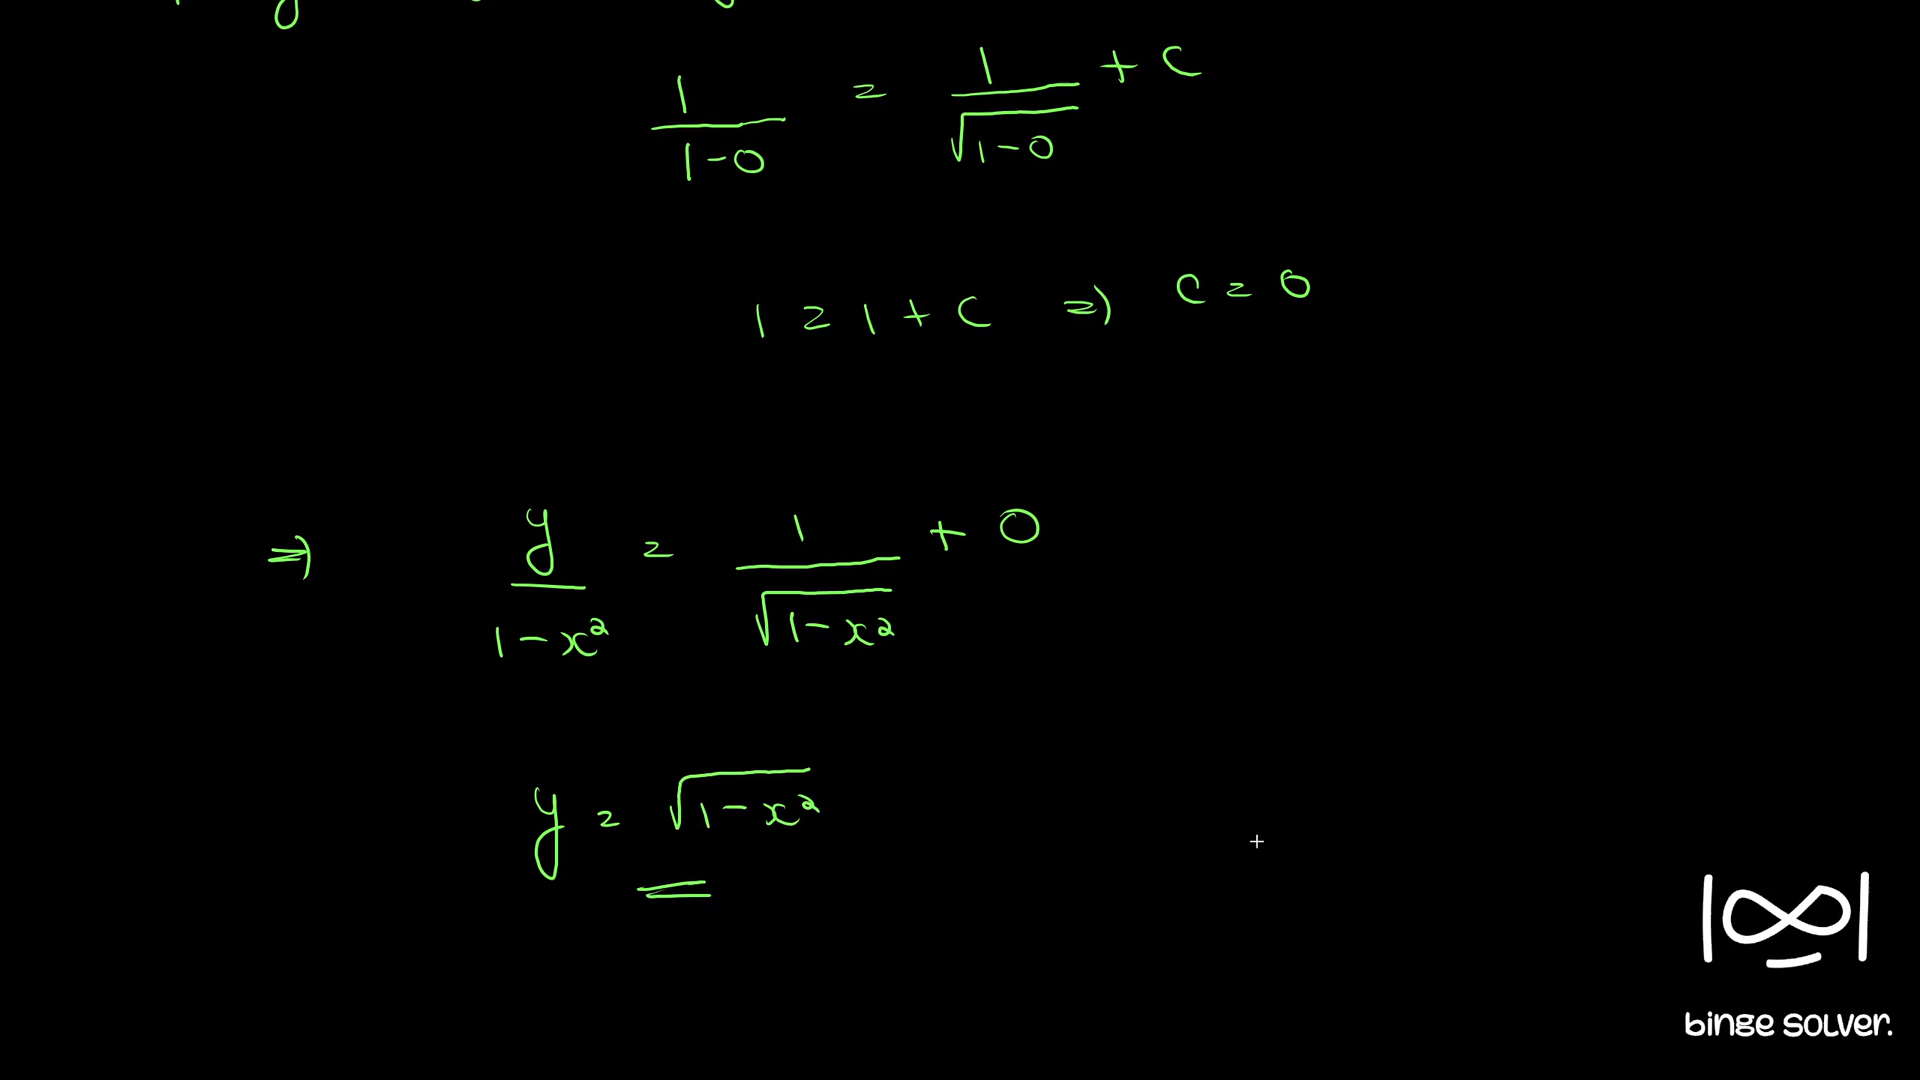 1/(1-0) = 1/√(1-0) + C
1 = 1 + C ⇒ C = 0
⇒ y/(1-x²) = 1/√(1-x²) + 0
y = √(1-x²)
binge solver.